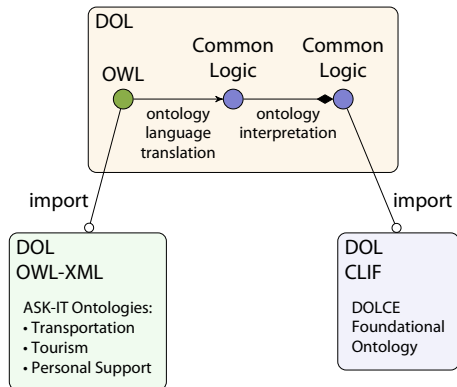 DOL
Common
Logic
Common
Logic
OWL
ontology
language
translation
ontology
interpretation
import
import
DOL
OWL-XML
ASK-IT Ontologies:
• Transportation
• Tourism
• Personal Support
DOL
CLIF
DOLCE
Foundational
Ontology